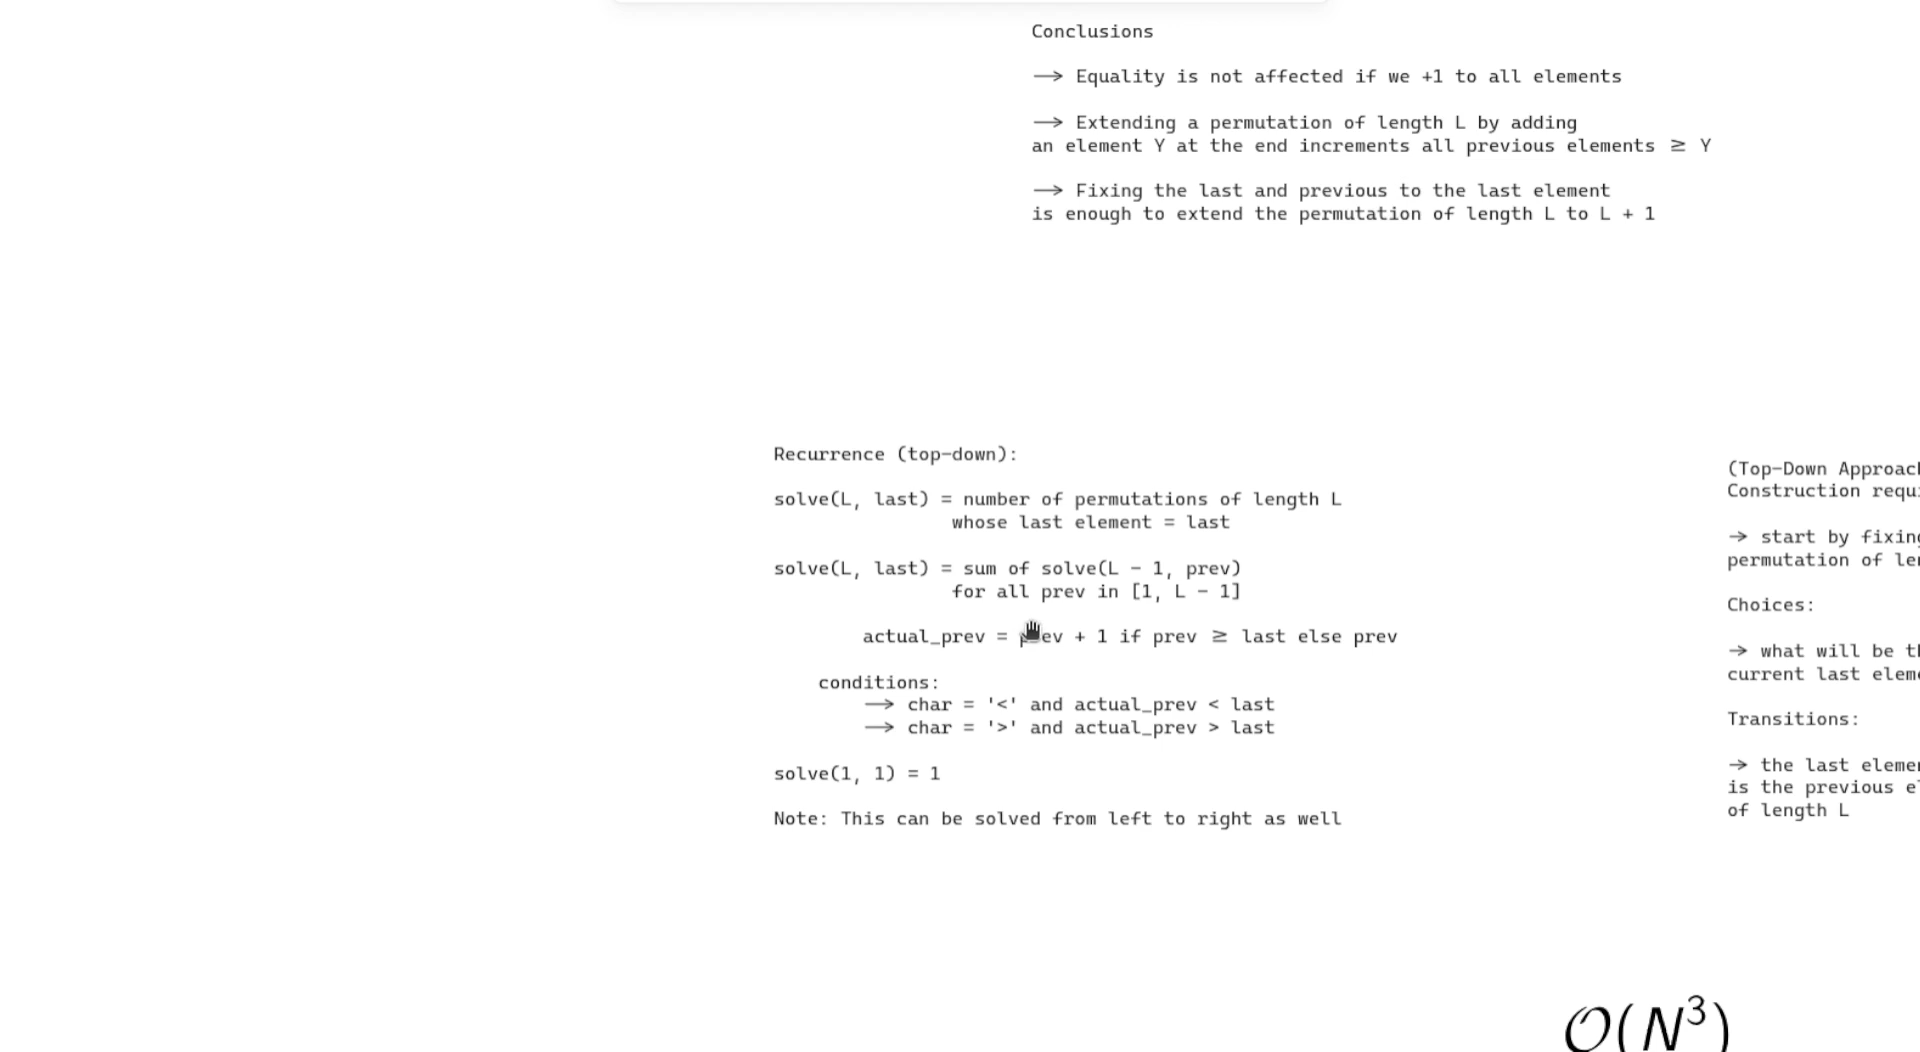 Conclusions
→ Equality is not affected if we +1 to all elements
→ Extending a permutation of length L by adding
an element Y at the end increments all previous elements ≥ Y
→ Fixing the last and previous to the last element
is enough to extend the permutation of length L to L + 1
Recurrence (top-down):
solve(L, last) = number of permutations of length L
whose last element = last
solve(L, last) = sum of solve(L - 1, prev)
for all prev in [1, L - 1]
actual_prev = prev + 1 if prev ≥ last else prev
conditions:
→ char = '<' and actual_prev < last
→ char = '>' and actual_prev > last
solve(1, 1) = 1
Note: This can be solved from left to right as well
(Top-Down
Construction
→ start by
permutation of
Choices:
→ what will be
current last
Transitions:
→ the last
is the previous
of length L
O(N³)